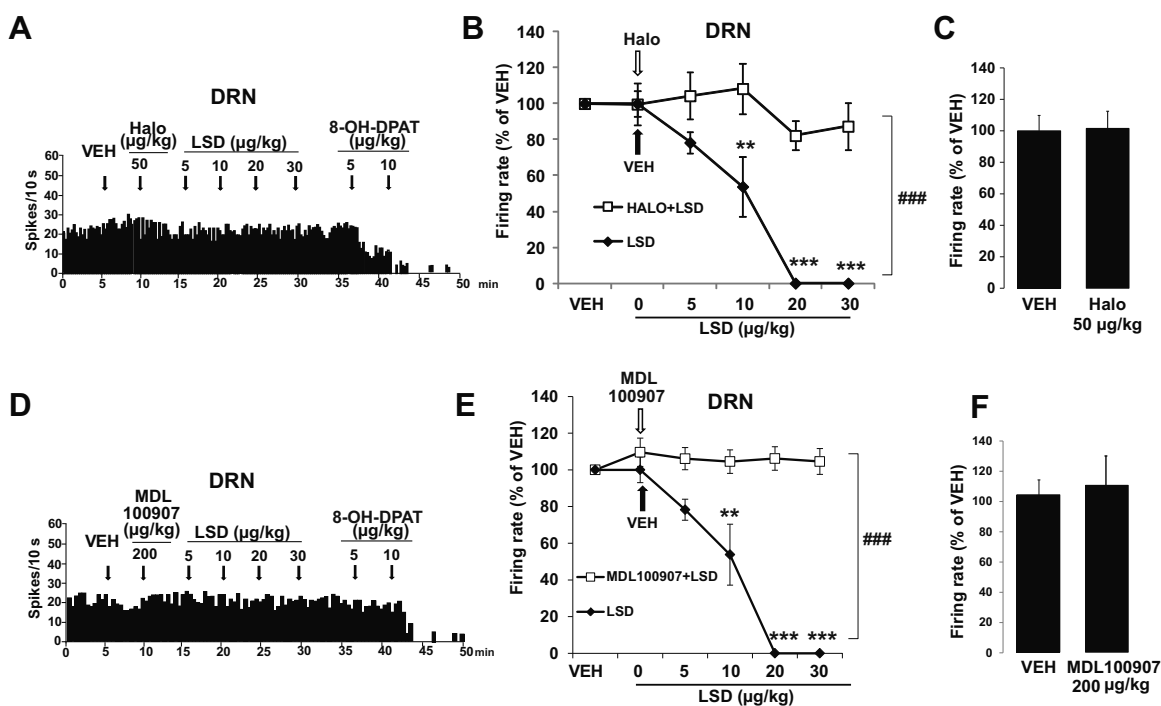 A
DRN
VEH
Halo
(µg/kg)
50
LSD (µg/kg)
5 10 20 30
8-OH-DPAT
(µg/kg)
5 10
Spikes/10 s
60
50
40
30
20
10
0
0 5 10 15 20 25 30 35 40 45 50 min
B
Halo
DRN
Firing rate (% of VEH)
140
120
100
80
60
40
20
0
VEH
**
HALO+LSD
LSD
***
***
###
VEH 0 5 10 20 30
LSD (µg/kg)
C
Firing rate (% of VEH)
140
120
100
80
60
40
20
0
VEH Halo
50 µg/kg
D
DRN
VEH
MDL
100907
(µg/kg)
200
LSD (µg/kg)
5 10 20 30
8-OH-DPAT
(µg/kg)
5 10
Spikes/10 s
60
50
40
30
20
10
0
0 5 10 15 20 25 30 35 40 45 50 min
E
MDL
100907
DRN
Firing rate (% of VEH)
140
120
100
80
60
40
20
0
VEH
**
MDL100907+LSD
LSD
***
***
###
VEH 0 5 10 20 30
LSD (µg/kg)
F
Firing rate (% of VEH)
140
120
100
80
60
40
20
0
VEH MDL100907
200 µg/kg